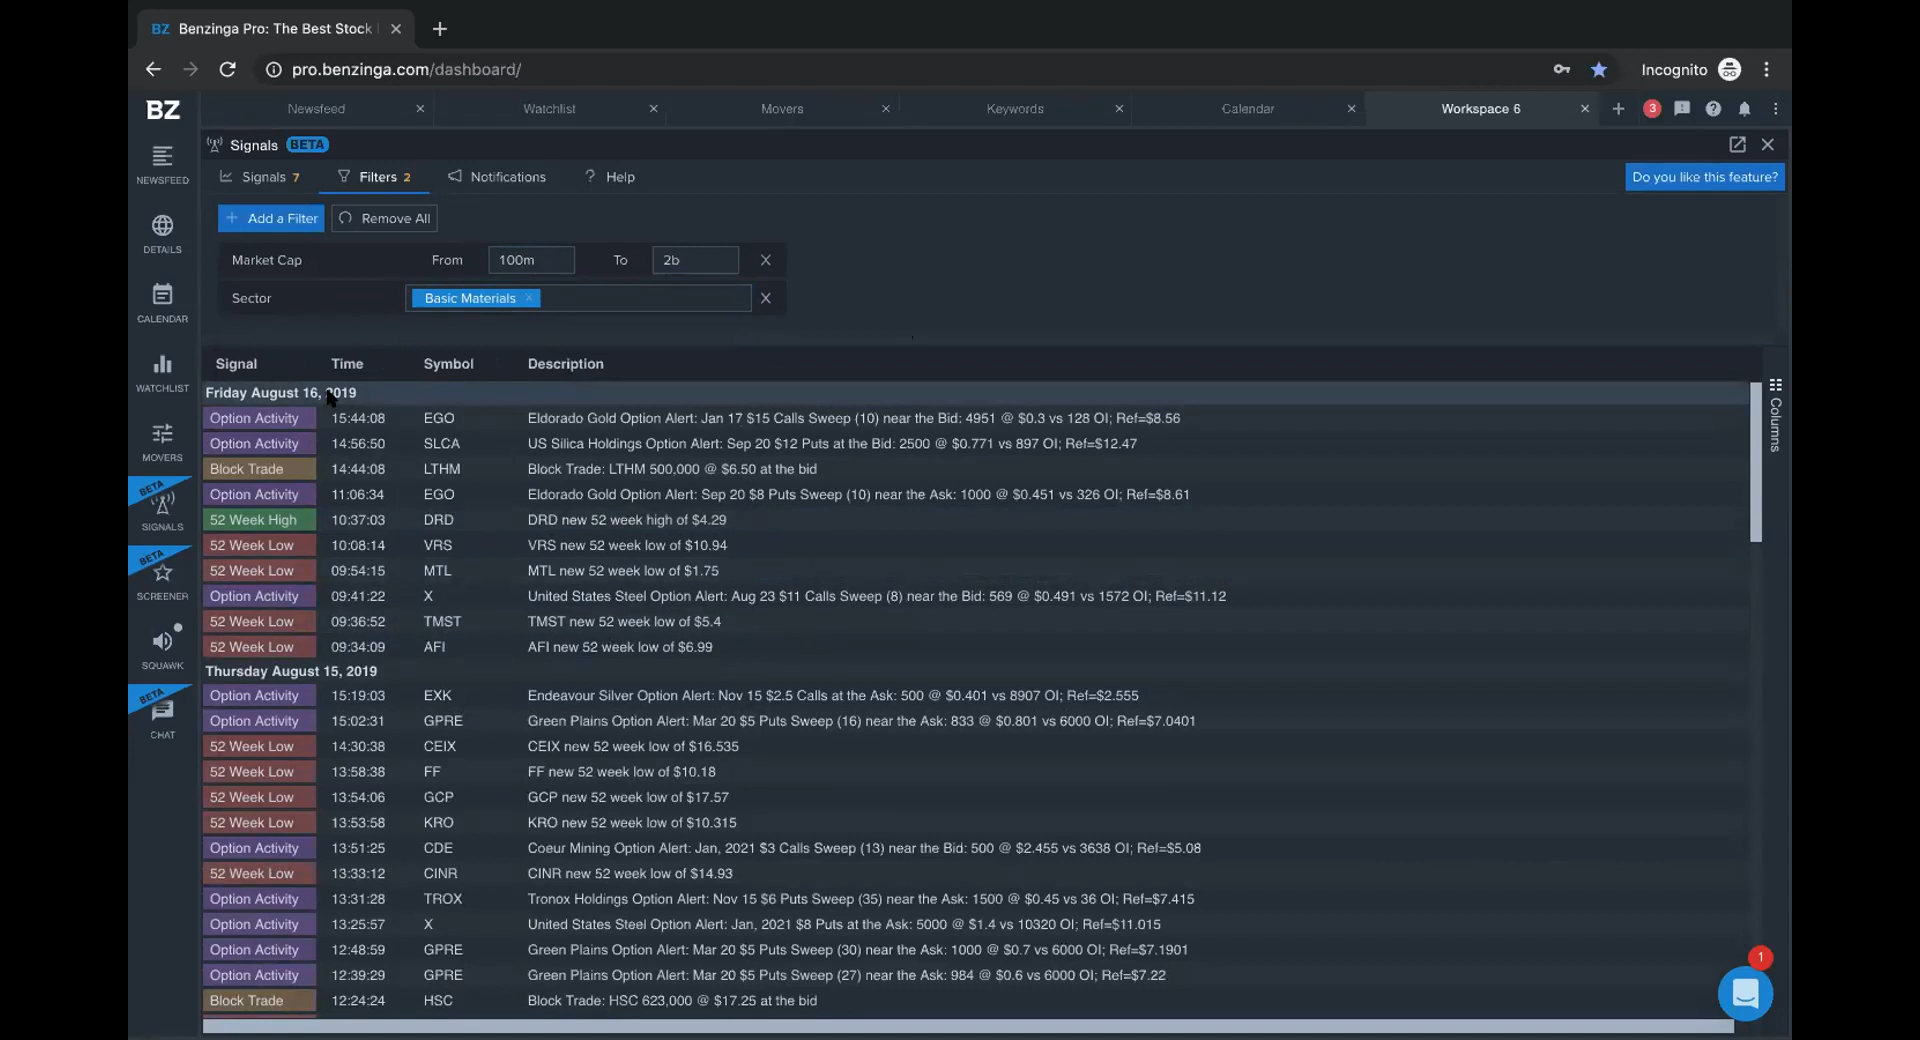 BZ Benzinga Pro: The Best Stock
pro.benzinga.com/dashboard/
Incognito
BZ
Newsfeed
Watchlist
Movers
Keywords
Calendar
Workspace 6
3
Signals BETA
Signals 7
Filters 2
Notifications
? Help
Do you like this feature?
+ Add a Filter
Remove All
Market Cap From 100m To 2b
Sector Basic Materials
NEWSFEED
DETAILS
CALENDAR
WATCHLIST
MOVERS
BETA
SIGNALS
BETA
SCREENER
SQUAWK
BETA
CHAT
Signal Time Symbol Description
Columns
Friday August 16, 2019
Option Activity 15:44:08 EGO Eldorado Gold Option Alert: Jan 17 $15 Calls Sweep (10) near the Bid: 4951 @ $0.3 vs 128 OI; Ref=$8.56
Option Activity 14:56:50 SLCA US Silica Holdings Option Alert: Sep 20 $12 Puts at the Bid: 2500 @ $0.771 vs 897 OI; Ref=$12.47
Block Trade 14:44:08 LTHM Block Trade: LTHM 500,000 @ $6.50 at the bid
Option Activity 11:06:34 EGO Eldorado Gold Option Alert: Sep 20 $8 Puts Sweep (10) near the Ask: 1000 @ $0.451 vs 326 OI; Ref=$8.61
52 Week High 10:37:03 DRD DRD new 52 week high of $4.29
52 Week Low 10:08:14 VRS VRS new 52 week low of $10.94
52 Week Low 09:54:15 MTL MTL new 52 week low of $1.75
Option Activity 09:41:22 X United States Steel Option Alert: Aug 23 $11 Calls Sweep (8) near the Bid: 569 @ $0.491 vs 1572 OI; Ref=$11.12
52 Week Low 09:36:52 TMST TMST new 52 week low of $5.4
52 Week Low 09:34:09 AFI AFI new 52 week low of $6.99
Thursday August 15, 2019
Option Activity 15:19:03 EXK Endeavour Silver Option Alert: Nov 15 $2.5 Calls at the Ask: 500 @ $0.401 vs 8907 OI; Ref=$2.555
Option Activity 15:02:31 GPRE Green Plains Option Alert: Mar 20 $5 Puts Sweep (16) near the Ask: 833 @ $0.801 vs 6000 OI; Ref=$7.0401
52 Week Low 14:30:38 CEIX CEIX new 52 week low of $16.535
52 Week Low 13:58:38 FF FF new 52 week low of $10.18
52 Week Low 13:54:06 GCP GCP new 52 week low of $17.57
52 Week Low 13:53:58 KRO KRO new 52 week low of $10.315
Option Activity 13:51:25 CDE Coeur Mining Option Alert: Jan, 2021 $3 Calls Sweep (13) near the Bid: 500 @ $2.455 vs 3638 OI; Ref=$5.08
52 Week Low 13:33:12 CINR CINR new 52 week low of $14.93
Option Activity 13:31:28 TROX Tronox Holdings Option Alert: Nov 15 $6 Puts Sweep (35) near the Ask: 1500 @ $0.45 vs 36 OI; Ref=$7.415
Option Activity 13:25:57 X United States Steel Option Alert: Jan, 2021 $8 Puts at the Ask: 5000 @ $1.4 vs 10320 OI; Ref=$11.015
Option Activity 12:48:59 GPRE Green Plains Option Alert: Mar 20 $5 Puts Sweep (30) near the Ask: 1000 @ $0.7 vs 6000 OI; Ref=$7.1901
Option Activity 12:39:29 GPRE Green Plains Option Alert: Mar 20 $5 Puts Sweep (27) near the Ask: 984 @ $0.6 vs 6000 OI; Ref=$7.22
Block Trade 12:24:24 HSC Block Trade: HSC 623,000 @ $17.25 at the bid
1